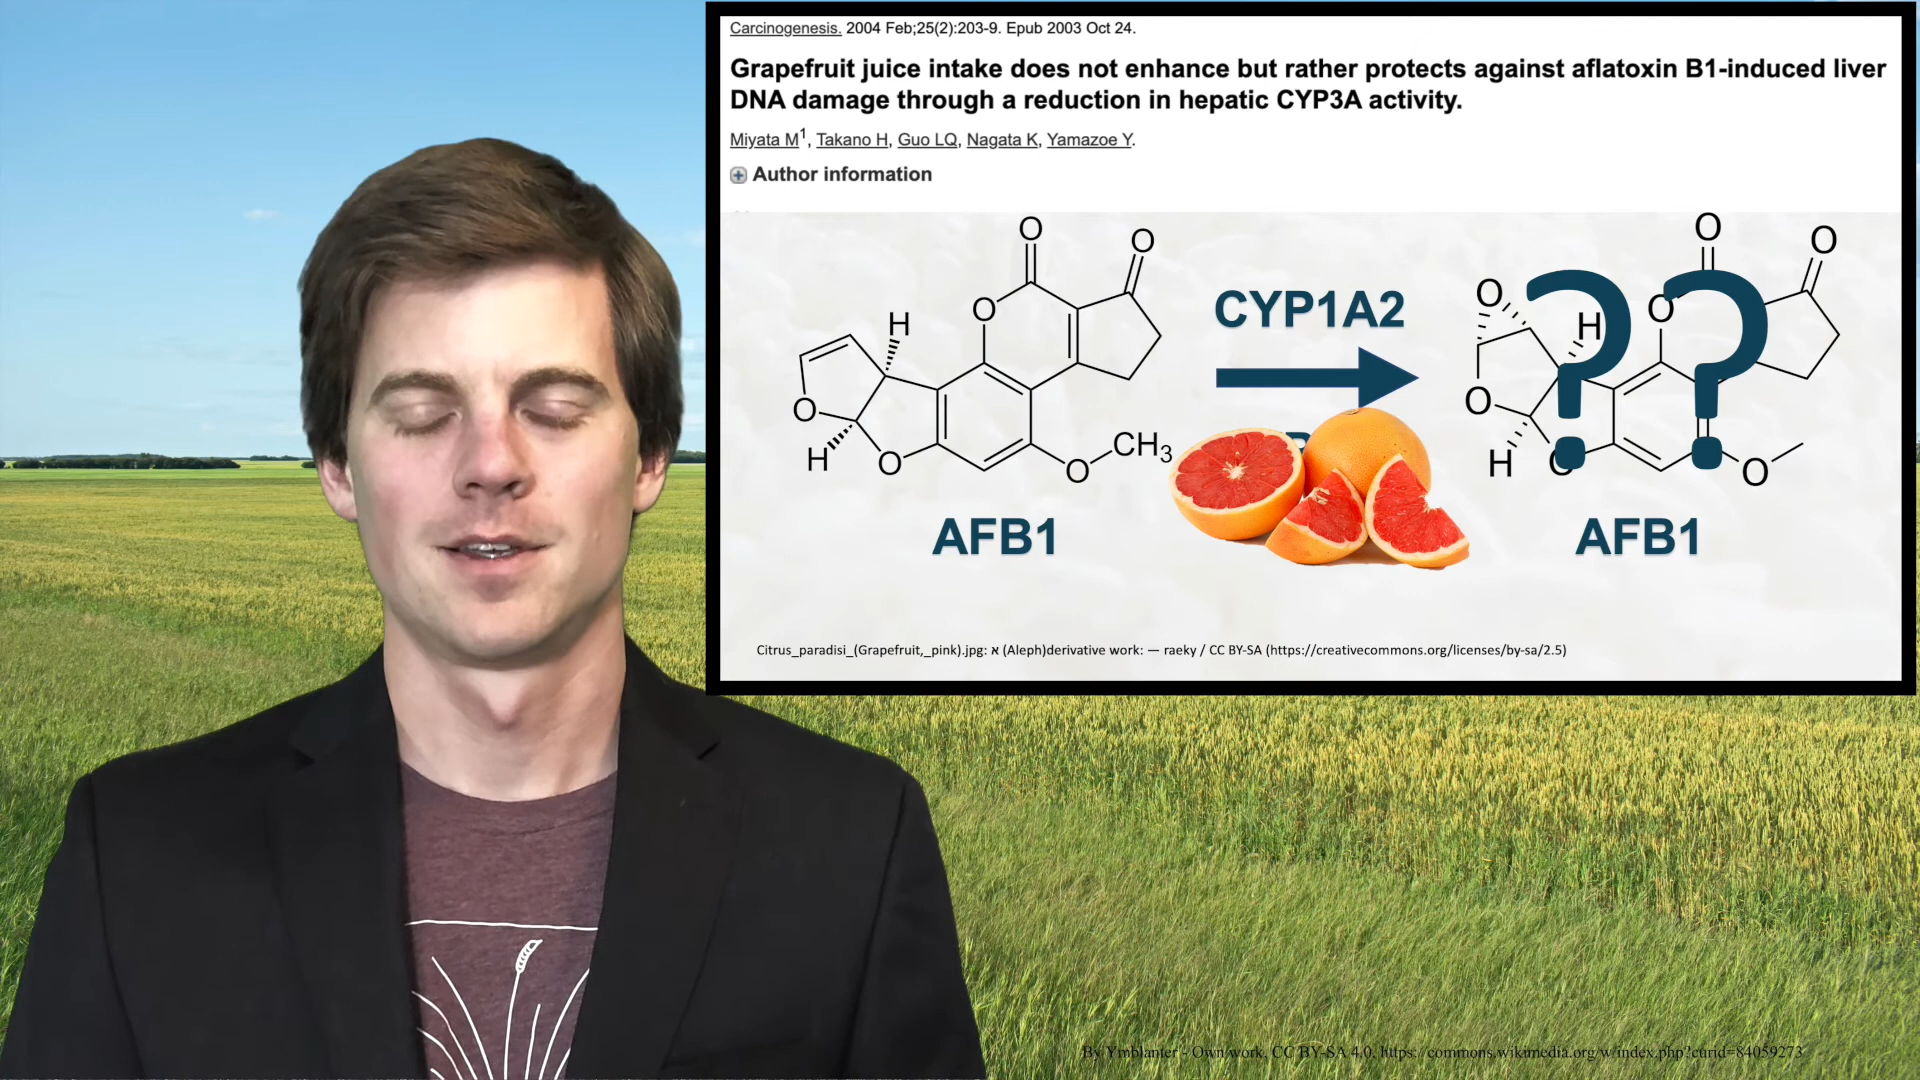 Carcinogenesis. 2004 Feb;25(2):203-9. Epub 2003 Oct 24.
Grapefruit juice intake does not enhance but rather protects against aflatoxin B1-induced liver
DNA damage through a reduction in hepatic CYP3A activity.
Miyata M1, Takano H, Guo LQ, Nagata K, Yamazoe Y.
Author information
O
O
O
H
O
H
O
O
CH3
AFB1
CYP1A2
O
O
O
O
H
O
H
O
O
? ?
AFB1
Citrus_paradisi_(Grapefruit,_pink).jpg: א (Aleph)derivative work: — raeky / CC BY-SA (https://creativecommons.org/licenses/by-sa/2.5)
By Ymblanter - Own work, CC BY-SA 4.0, https://commons.wikimedia.org/w/index.php?curid=84059273